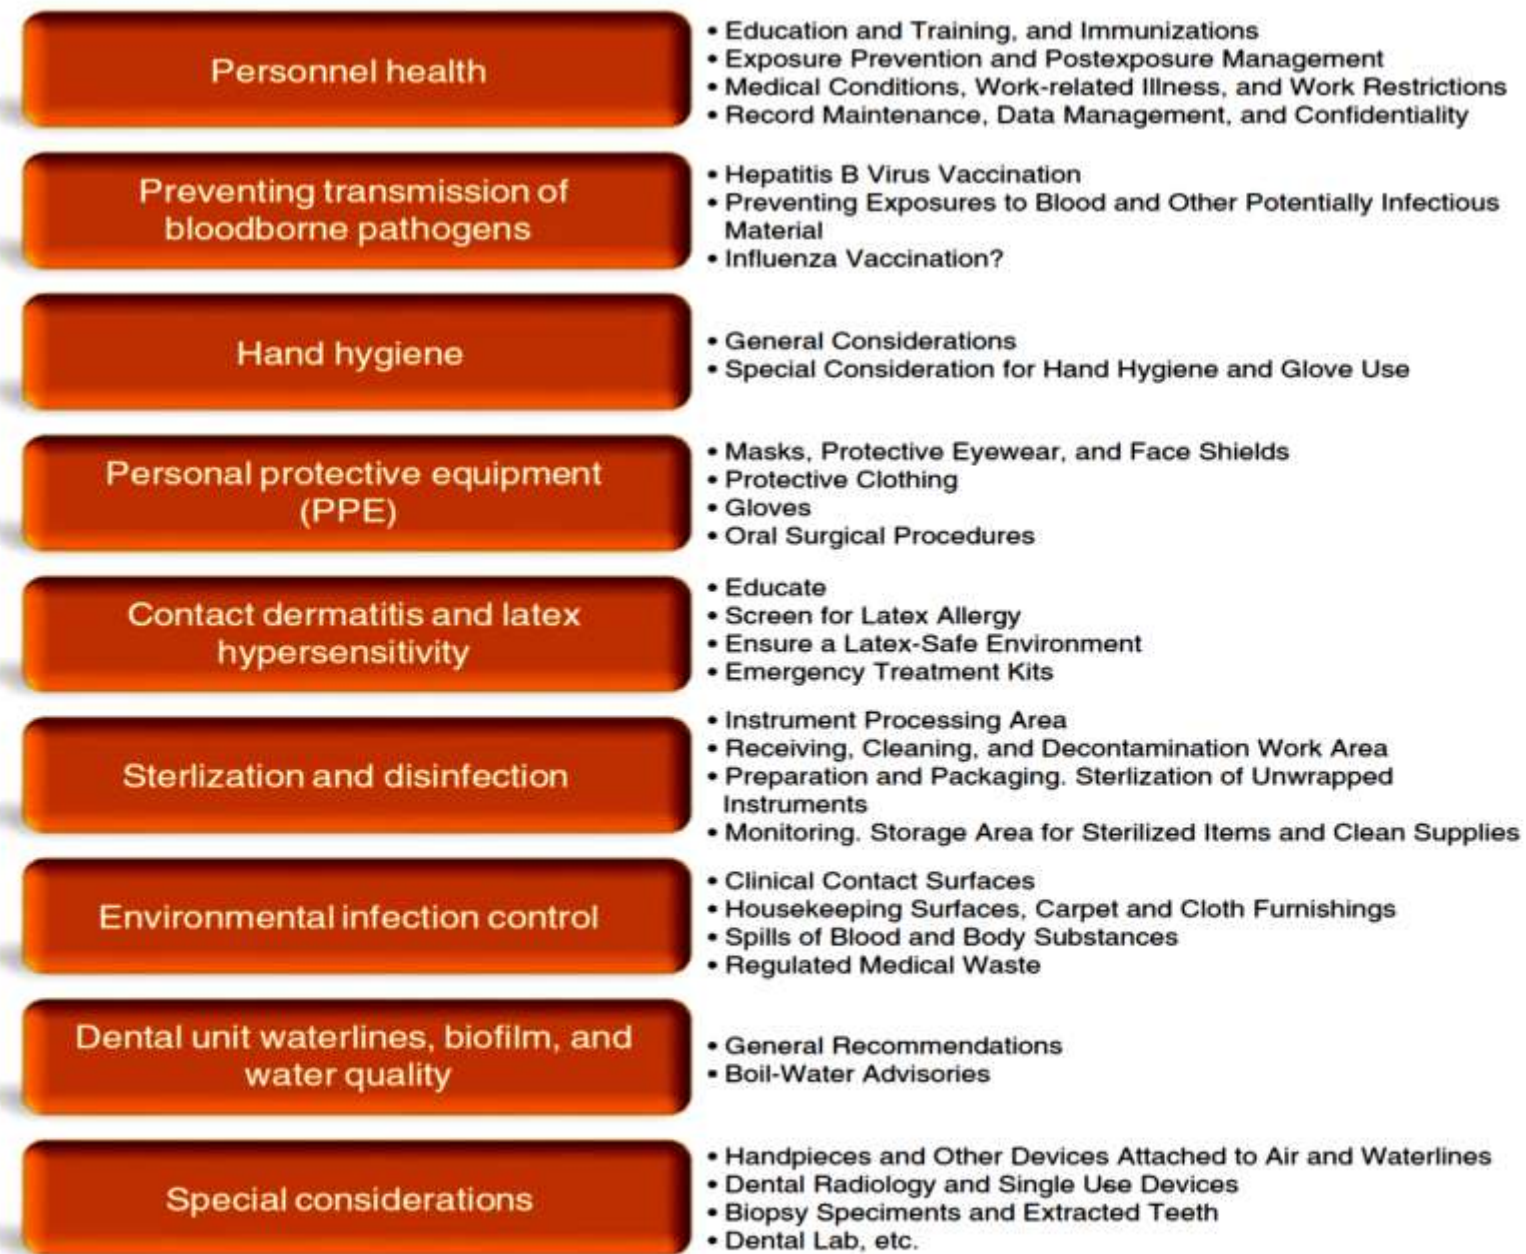 Personnel health
• Education and Training, and Immunizations
• Exposure Prevention and Postexposure Management
• Medical Conditions, Work-related Illness, and Work Restrictions
• Record Maintenance, Data Management, and Confidentiality
Preventing transmission of
bloodborne pathogens
• Hepatitis B Virus Vaccination
• Preventing Exposures to Blood and Other Potentially Infectious
Material
• Influenza Vaccination?
Hand hygiene
• General Considerations
• Special Consideration for Hand Hygiene and Glove Use
Personal protective equipment
(PPE)
• Masks, Protective Eyewear, and Face Shields
• Protective Clothing
• Gloves
• Oral Surgical Procedures
Contact dermatitis and latex
hypersensitivity
• Educate
• Screen for Latex Allergy
• Ensure a Latex-Safe Environment
• Emergency Treatment Kits
Sterlization and disinfection
• Instrument Processing Area
• Receiving, Cleaning, and Decontamination Work Area
• Preparation and Packaging. Sterlization of Unwrapped
Instruments
• Monitoring. Storage Area for Sterilized Items and Clean Supplies
Environmental infection control
• Clinical Contact Surfaces
• Housekeeping Surfaces, Carpet and Cloth Furnishings
• Spills of Blood and Body Substances
• Regulated Medical Waste
Dental unit waterlines, biofilm, and
water quality
• General Recommendations
• Boil-Water Advisories
Special considerations
• Handpieces and Other Devices Attached to Air and Waterlines
• Dental Radiology and Single Use Devices
• Biopsy Speciments and Extracted Teeth
• Dental Lab, etc.